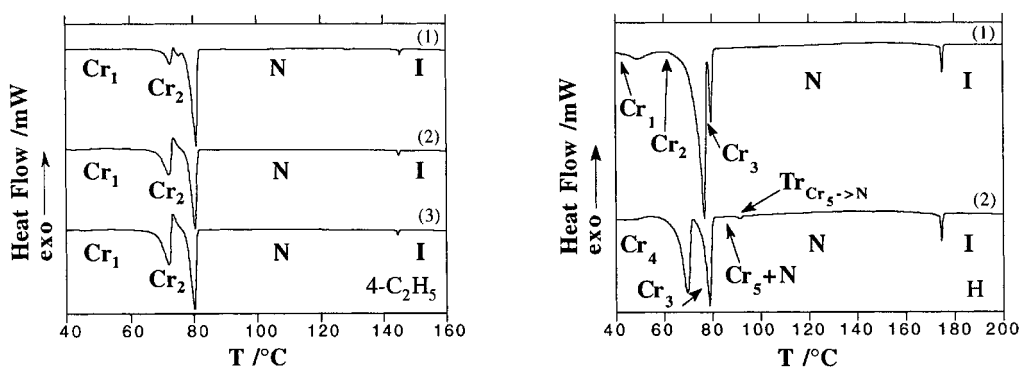 Heat Flow /mW
exo
(1)
Cr₁
Cr₂
N
I
(2)
Cr₁
Cr₂
N
I
(3)
Cr₁
Cr₂
N
I
4-C₂H₅
40 60 80 100 120 140 160
T /°C
Heat Flow /mW
exo
(1)
Cr₁
Cr₂
Cr₃
N
I
Tr Cr₅->N
(2)
Cr₄
Cr₃
Cr₅+N
N
I
H
40 60 80 100 120 140 160 180 200
T /°C